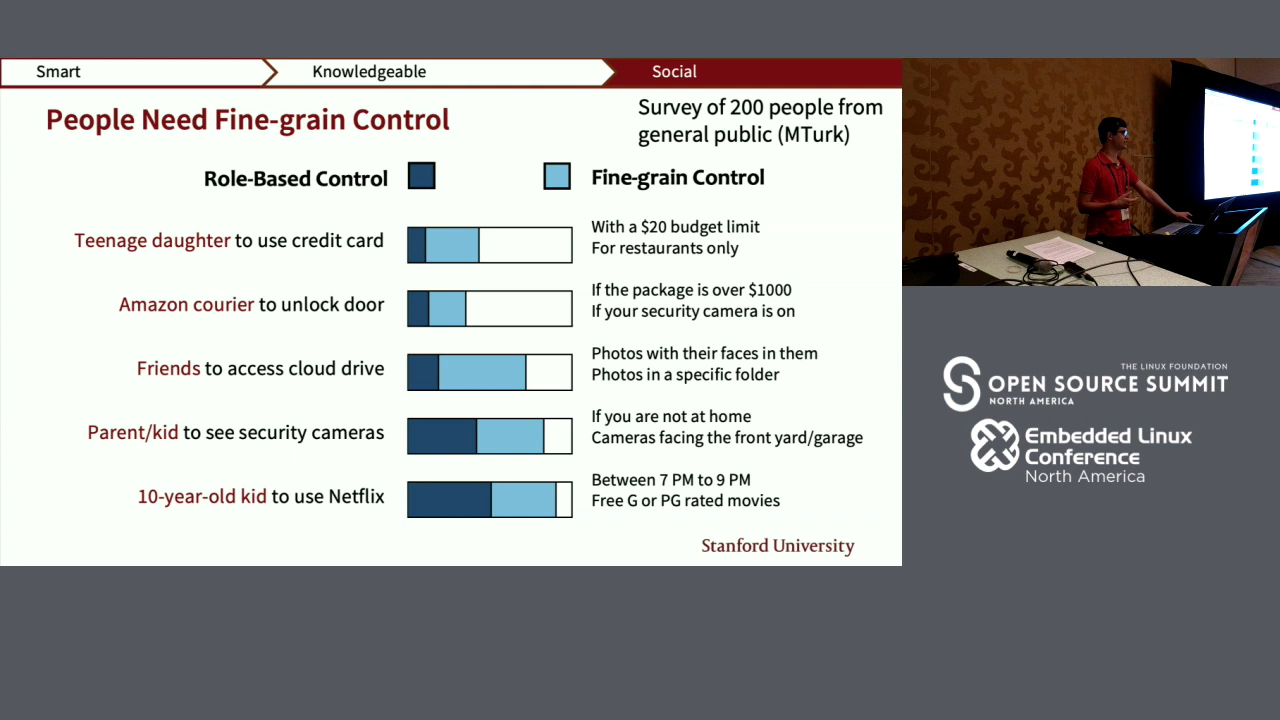 Smart
Knowledgeable
Social
People Need Fine-grain Control
Survey of 200 people from
general public (MTurk)
Role-Based Control
Fine-grain Control
Teenage daughter to use credit card
With a $20 budget limit
For restaurants only
Amazon courier to unlock door
If the package is over $1000
If your security camera is on
Friends to access cloud drive
Photos with their faces in them
Photos in a specific folder
Parent/kid to see security cameras
If you are not at home
Cameras facing the front yard/garage
10-year-old kid to use Netflix
Between 7 PM to 9 PM
Free G or PG rated movies
Stanford University
THE LINUX FOUNDATION
OPEN SOURCE SUMMIT
NORTH AMERICA
Embedded Linux
Conference
North America